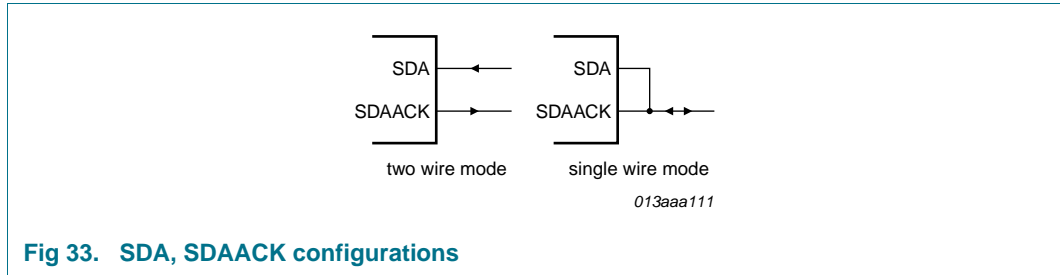 SDA
SDAACK
two wire mode
SDA
SDAACK
single wire mode
013aaa111
Fig 33. SDA, SDAACK configurations